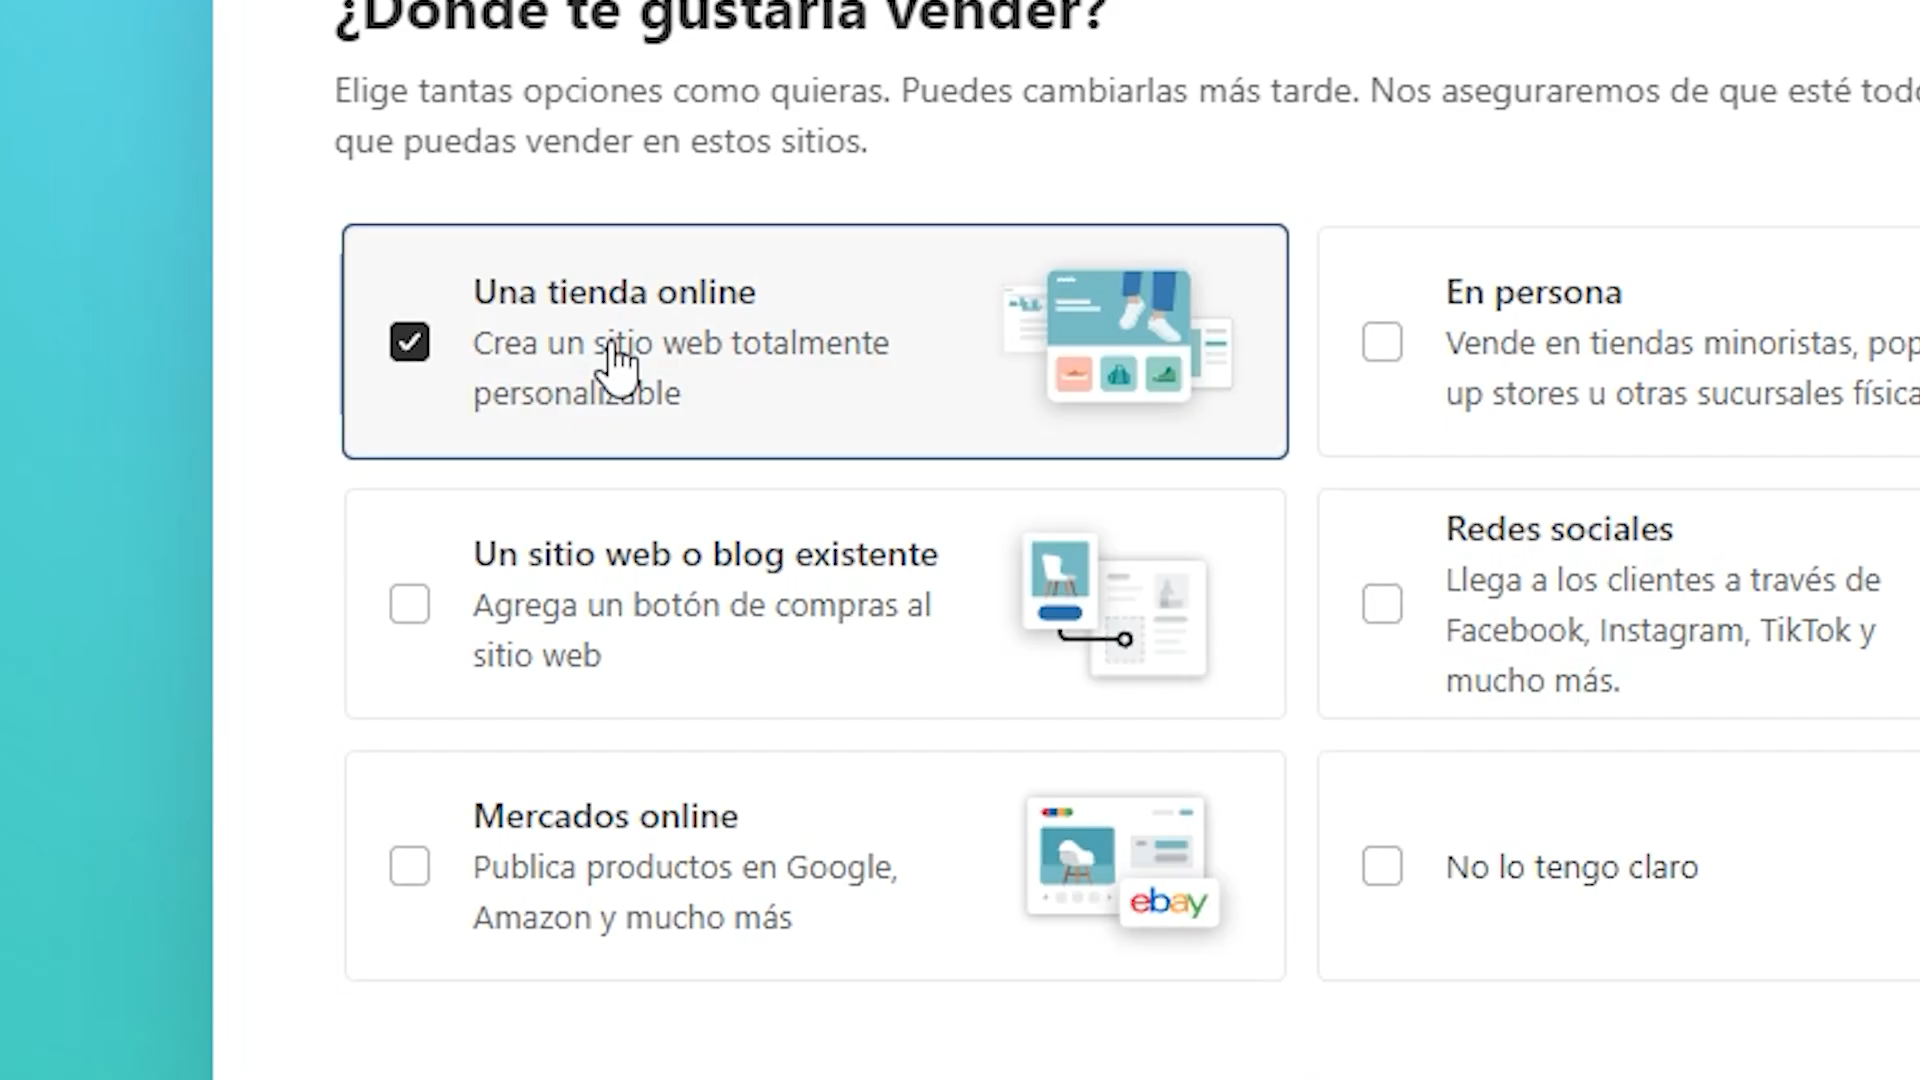 ¿Dónde te gustaría vender?
Elige tantas opciones como quieras. Puedes cambiarlas más tarde. Nos aseguraremos de que esté
que puedas vender en estos sitios.
Una tienda online
Crea un sitio web totalmente
personalizable
En persona
Vende en tiendas minoristas, pop
up stores u otras sucursales
Un sitio web o blog existente
Agrega un botón de compras al
sitio web
Redes sociales
Llega a los clientes a través de
Facebook, Instagram, TikTok y
mucho más.
Mercados online
Publica productos en Google,
Amazon y mucho más
ebay
No lo tengo claro